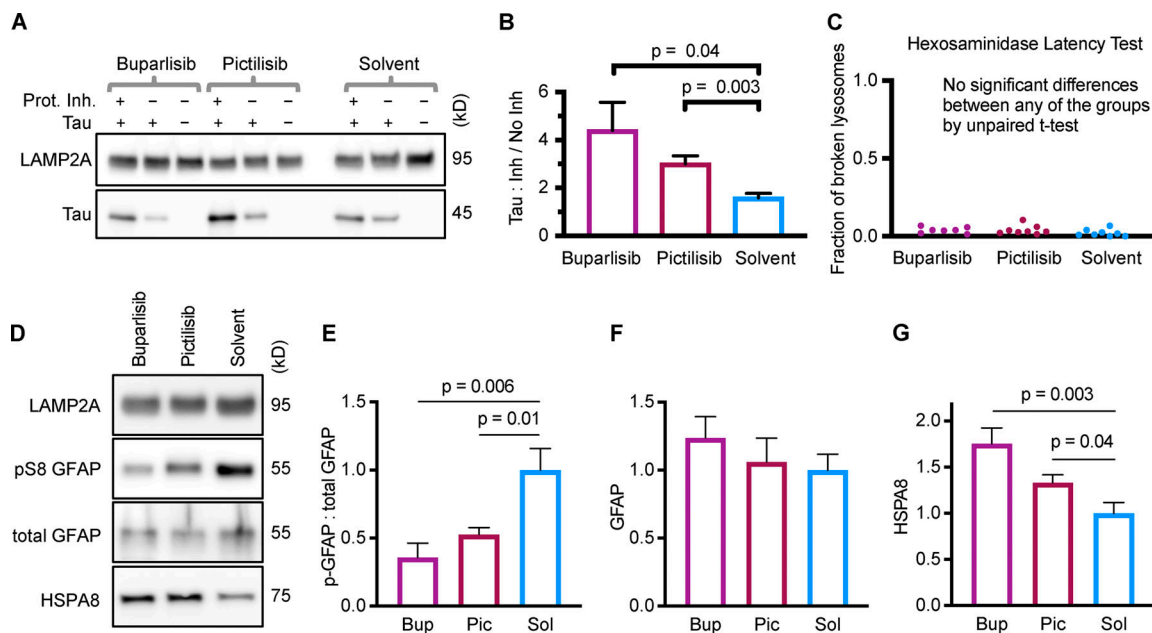 A
Buparlisib Pictilisib Solvent
Prot. Inh. + − − + − − + − −
Tau + + − + + − + + −
(kD)
LAMP2A 95
Tau 45
B
p = 0.04
p = 0.003
Tau : Inh / No Inh
6
4
2
0
Buparlisib Pictilisib Solvent
C
Hexosaminidase Latency Test
No significant differences
between any of the groups
by unpaired t-test
Fraction of broken lysosomes
1.0
0.5
0.0
Buparlisib Pictilisib Solvent
D
Buparlisib Pictilisib Solvent (kD)
LAMP2A 95
pS8 GFAP 55
total GFAP 55
HSPA8 75
E
p = 0.006
p = 0.01
p-GFAP : total GFAP
1.5
1.0
0.5
0.0
Bup Pic Sol
F
GFAP
1.5
1.0
0.5
0.0
Bup Pic Sol
G
p = 0.003
p = 0.04
HSPA8
2.0
1.5
1.0
0.5
0.0
Bup Pic Sol